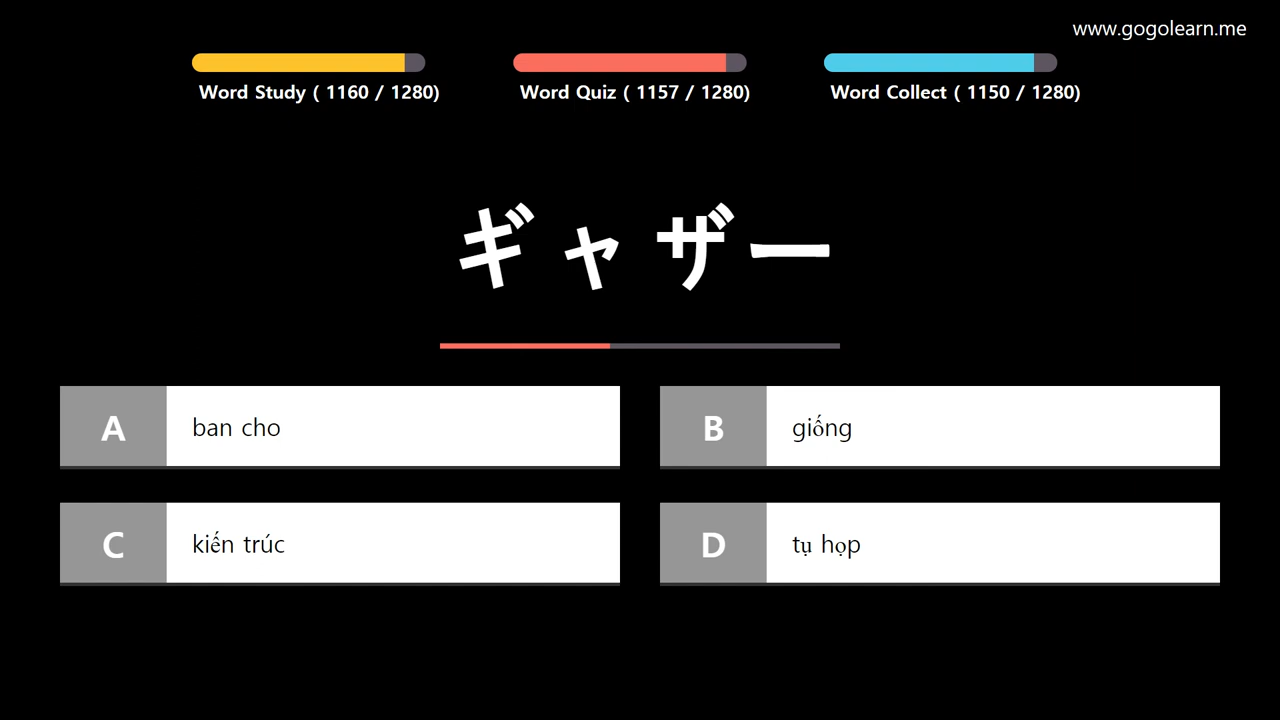 www.gogolearn.me
Word Study ( 1160 / 1280)
Word Quiz ( 1157 / 1280)
Word Collect ( 1150 / 1280)
ギャザー
A ban cho
B giống
C kiến trúc
D tụ họp